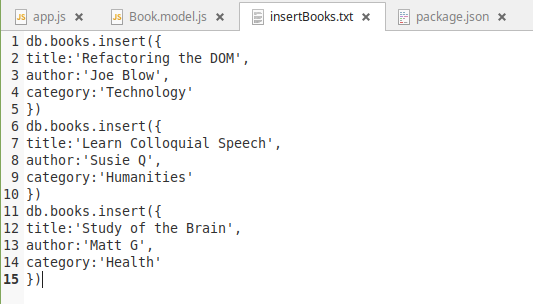 app.js
Book.model.js
insertBooks.txt
package.json
1 db.books.insert({
2 title:'Refactoring the DOM',
3 author:'Joe Blow',
4 category:'Technology'
5 })
6 db.books.insert({
7 title:'Learn Colloquial Speech',
8 author:'Susie Q',
9 category:'Humanities'
10 })
11 db.books.insert({
12 title:'Study of the Brain',
13 author:'Matt G',
14 category:'Health'
15 })